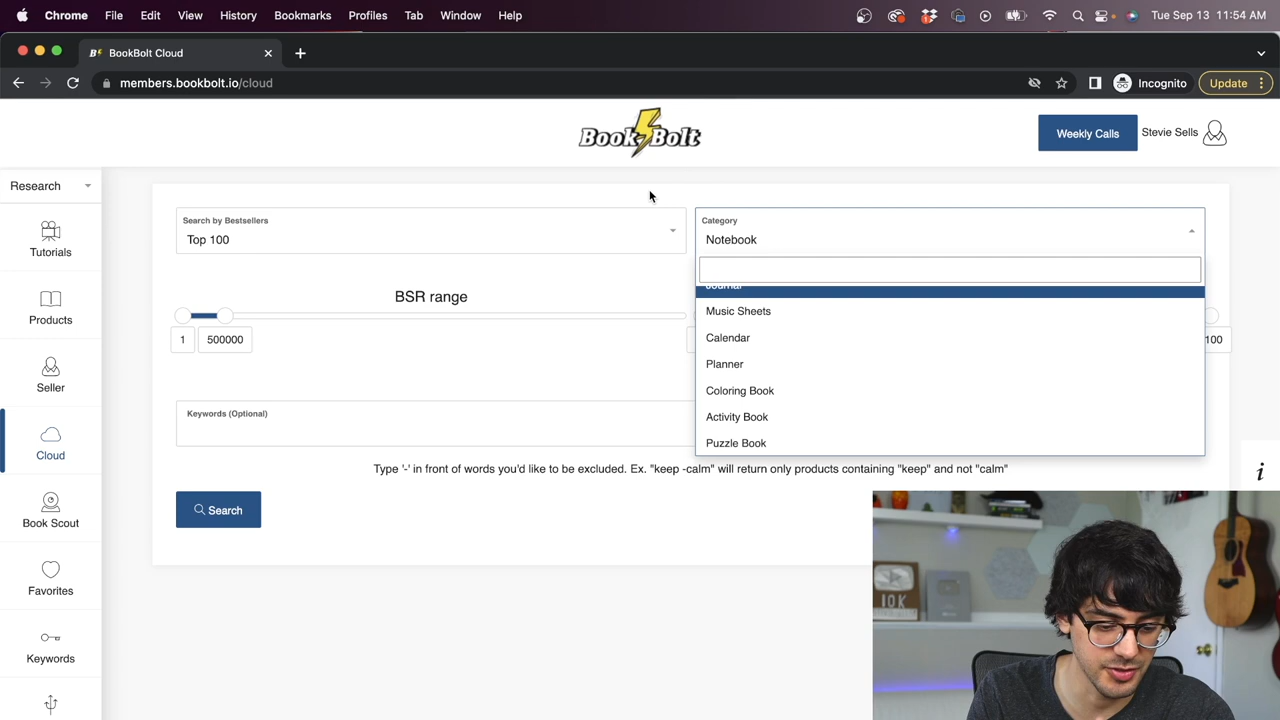 Chrome File Edit View History Bookmarks Profiles Tab Window Help Tue Sep 13 11:54 AM
BookBolt Cloud
members.bookbolt.io/cloud Incognito Update
Book Bolt
Weekly Calls Stevie Sells
Research
Tutorials
Products
Seller
Cloud
Book Scout
Favorites
Keywords
Search by Bestsellers
Top 100
Category
Notebook
Journal
Music Sheets
Calendar
Planner
Coloring Book
Activity Book
Puzzle Book
BSR range
1 500000
100
Keywords (Optional)
Type '-' in front of words you'd like to be excluded. Ex. "keep -calm" will return only products containing "keep" and not "calm"
Search
i
10K